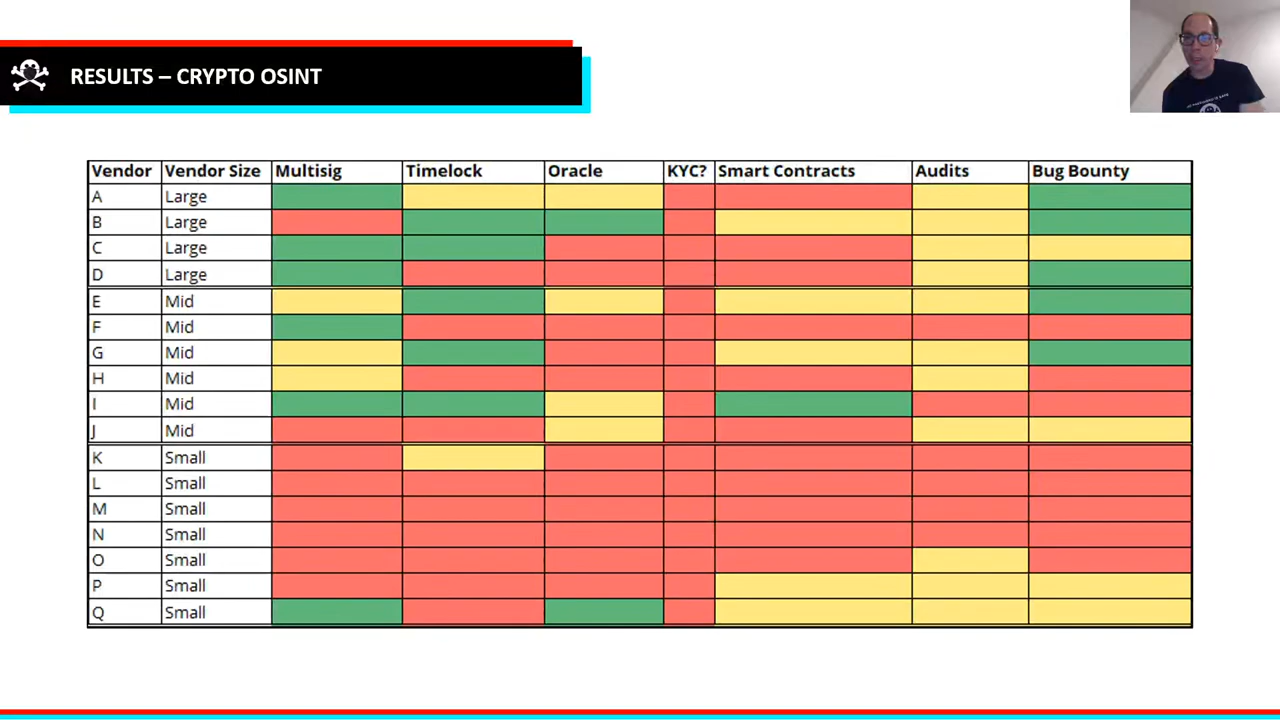 RESULTS – CRYPTO OSINT
Vendor Vendor Size Multisig Timelock Oracle KYC? Smart Contracts Audits Bug Bounty
A Large
B Large
C Large
D Large
E Mid
F Mid
G Mid
H Mid
I Mid
J Mid
K Small
L Small
M Small
N Small
O Small
P Small
Q Small